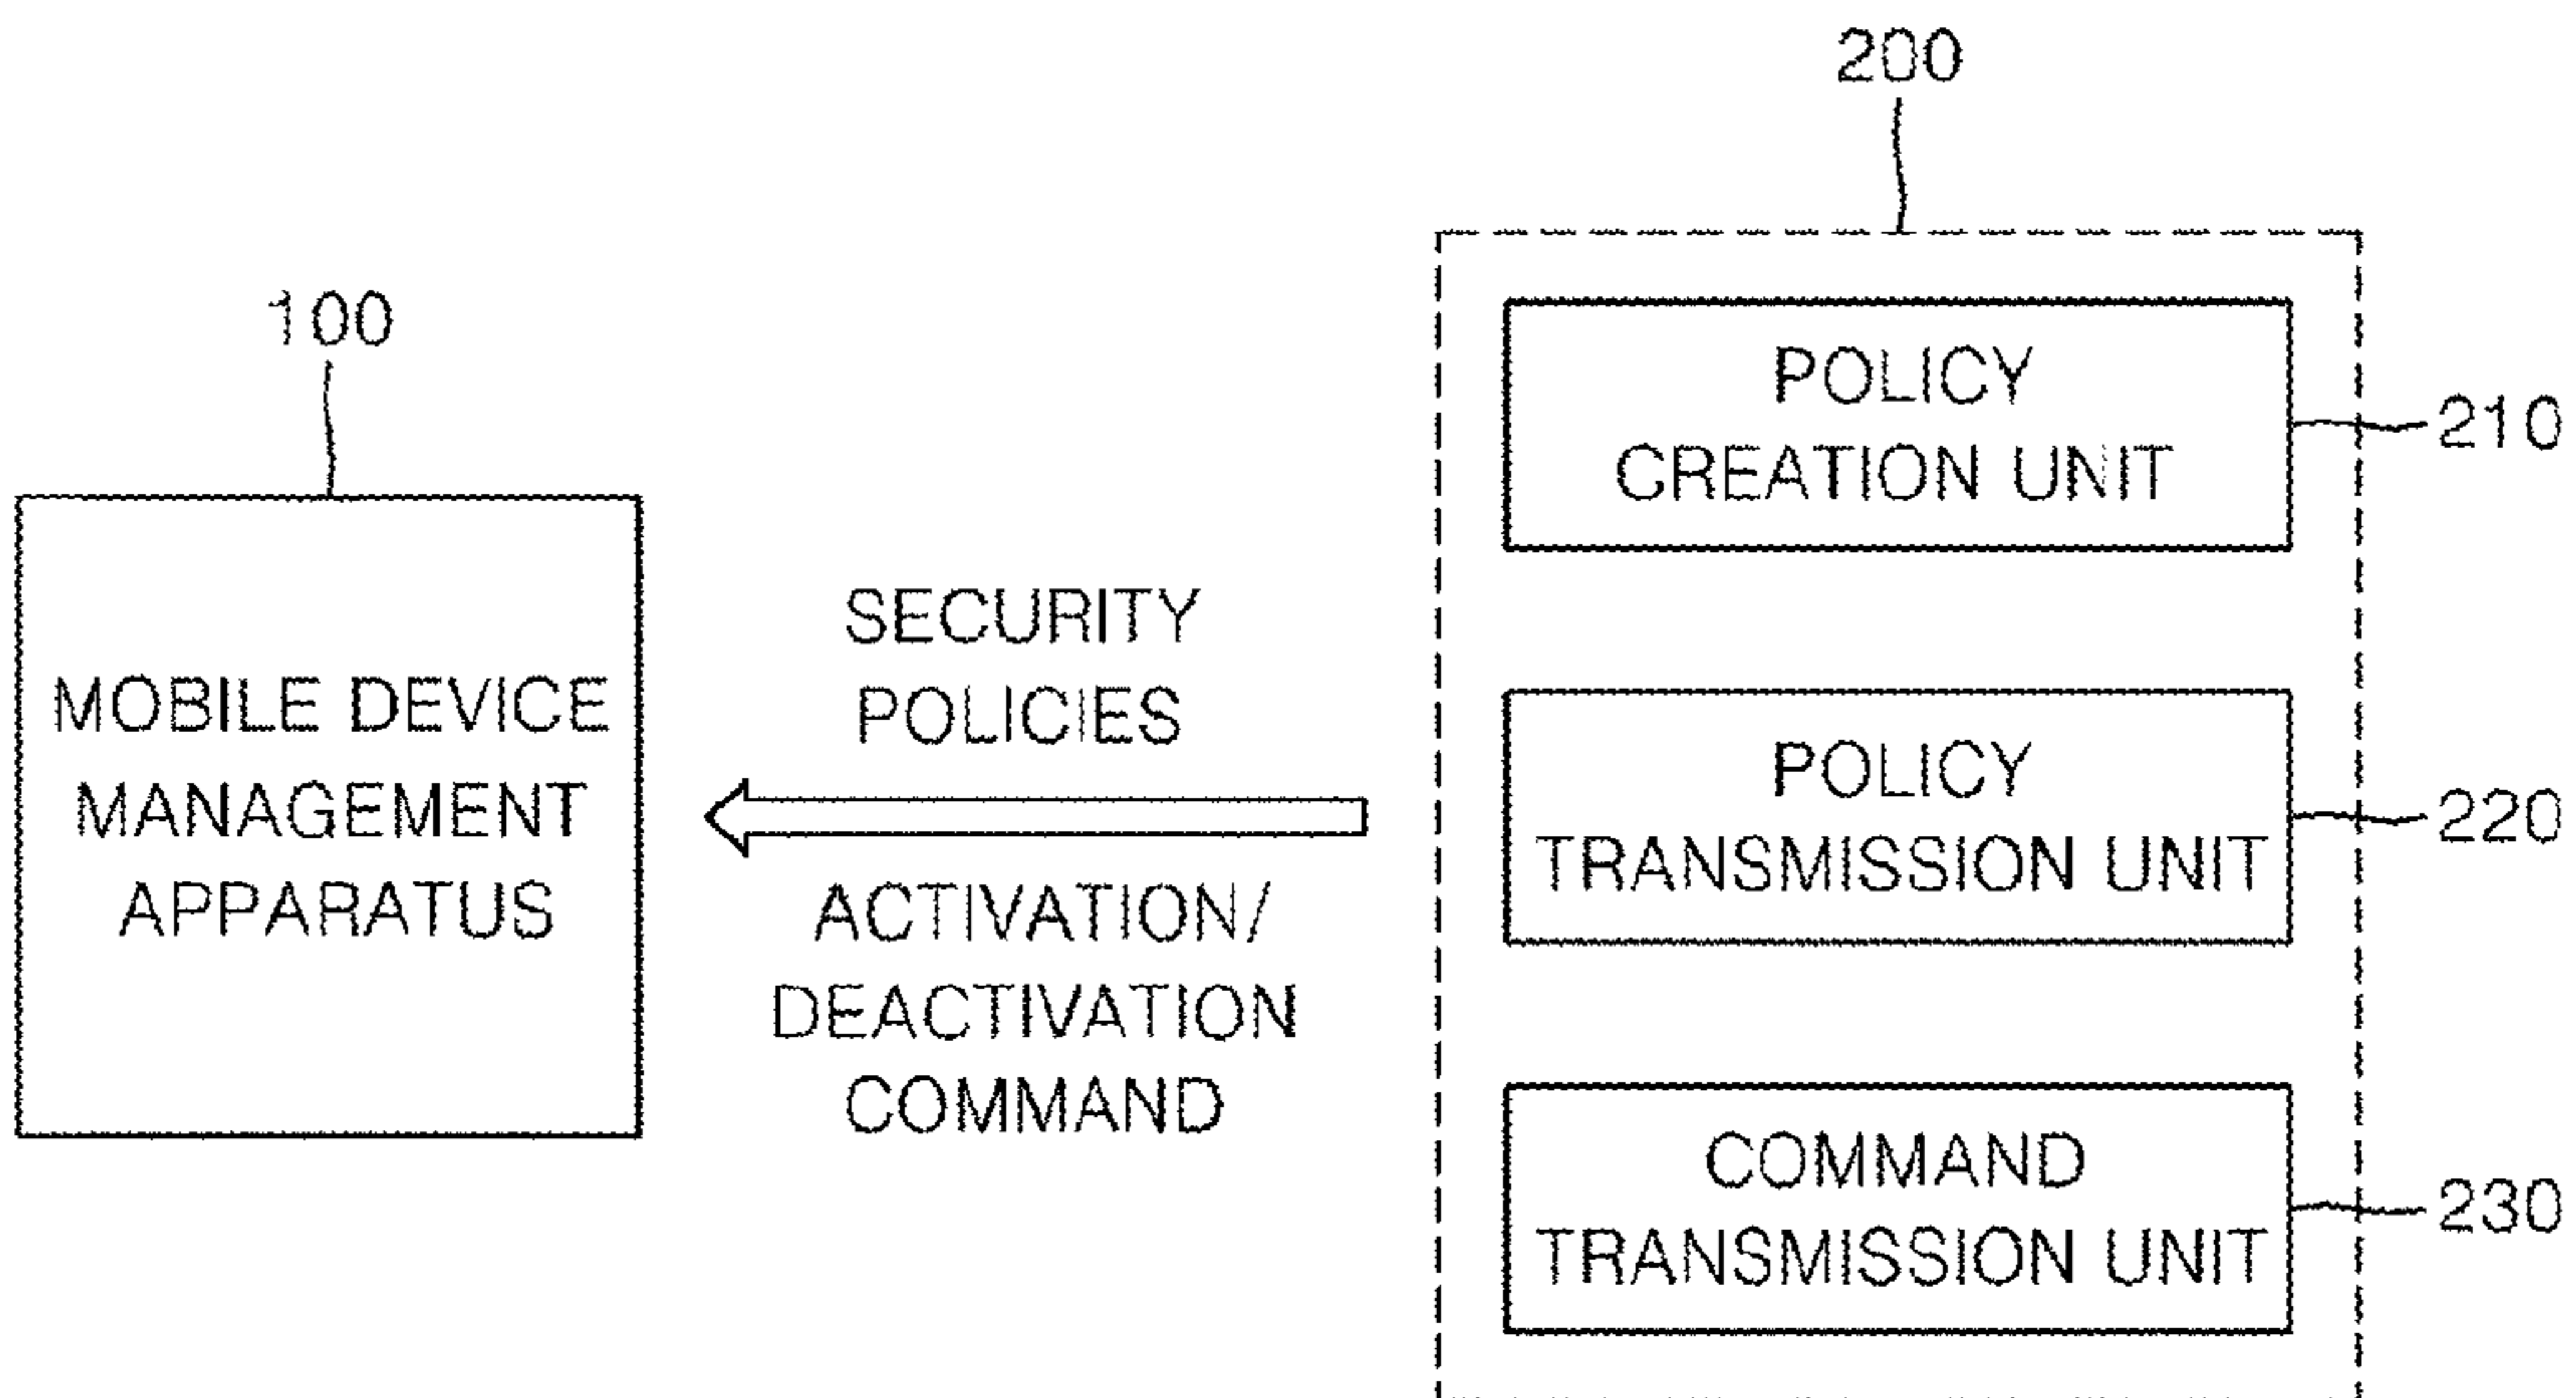 200
100
POLICY
CREATION UNIT
210
SECURITY
POLICIES
MOBILE DEVICE
MANAGEMENT
APPARATUS
POLICY
TRANSMISSION UNIT
220
ACTIVATION/
DEACTIVATION
COMMAND
COMMAND
TRANSMISSION UNIT
230